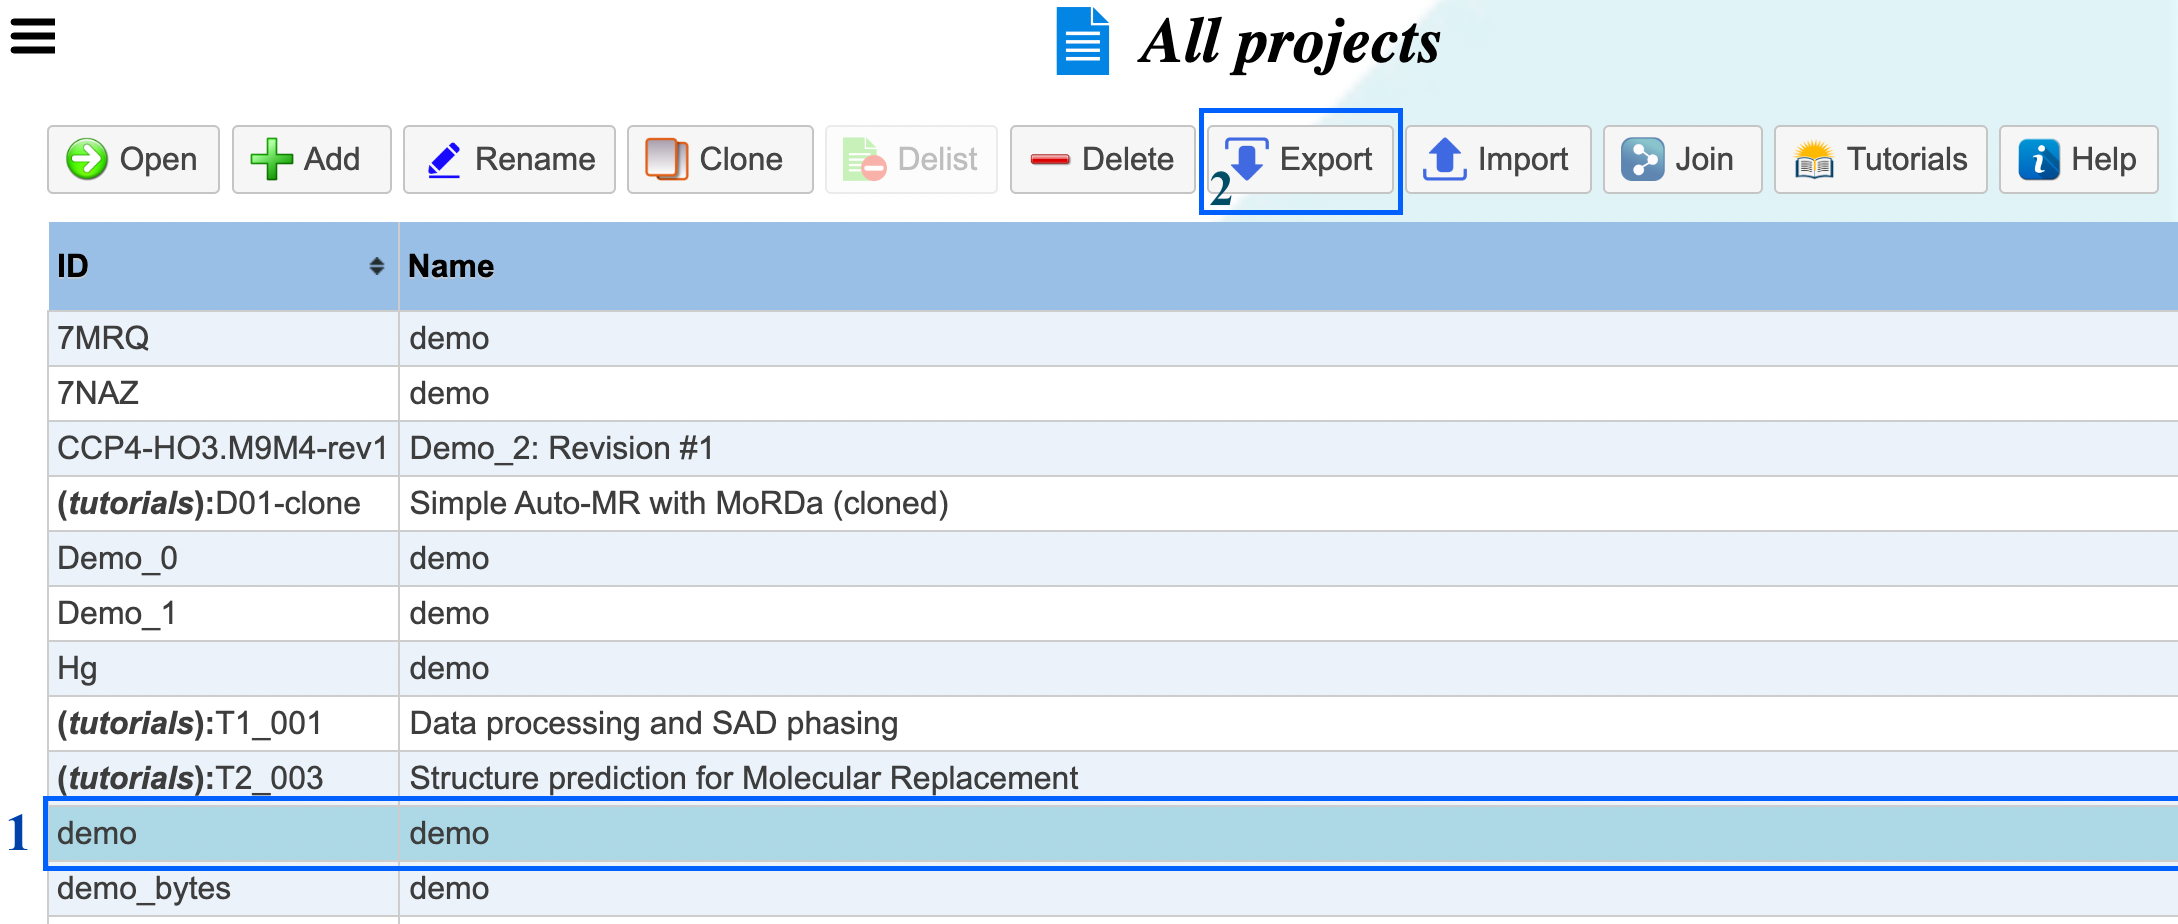 All projects
Open Add Rename Clone Delist Delete Export Import Join Tutorials Help
2
ID Name
7MRQ demo
7NAZ demo
CCP4-HO3.M9M4-rev1 Demo_2: Revision #1
(tutorials):D01-clone Simple Auto-MR with MoRDa (cloned)
Demo_0 demo
Demo_1 demo
Hg demo
(tutorials):T1_001 Data processing and SAD phasing
(tutorials):T2_003 Structure prediction for Molecular Replacement
1 demo demo
demo_bytes demo